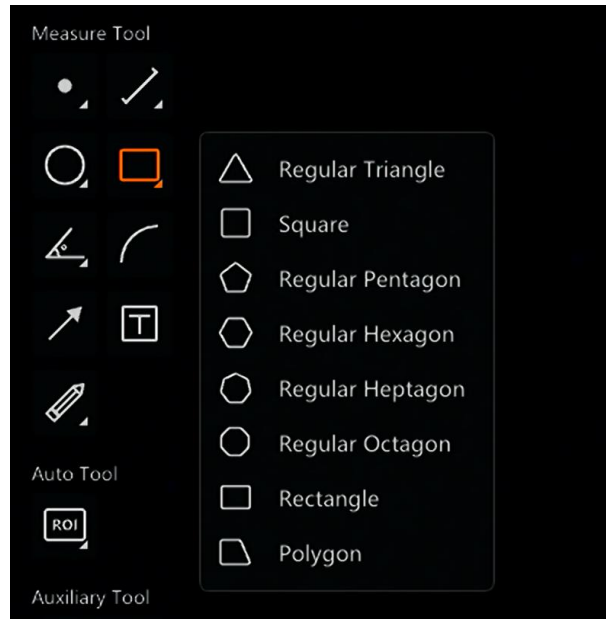 Measure Tool
Regular Triangle
Square
Regular Pentagon
T
Regular Hexagon
Regular Heptagon
Regular Octagon
Auto Tool
Rectangle
ROI
Polygon
Auxiliary Tool